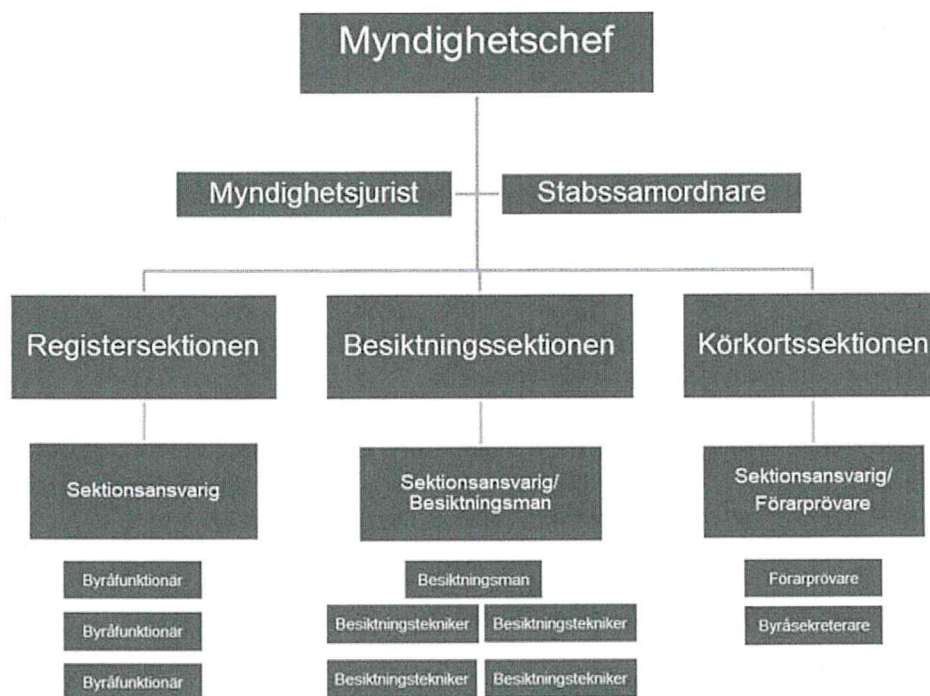 Myndighetschef
Myndighetsjurist
Stabssamordnare
Registersektionen
Besiktningssektionen
Körkortssektionen
Sektionsansvarig
Sektionsansvarig/
Besiktningsman
Sektionsansvarig/
Förarprövare
Byråfunktionär
Byråfunktionär
Byråfunktionär
Besiktningsman
Besiktningstekniker
Besiktningstekniker
Besiktningstekniker
Besiktningstekniker
Förarprövare
Byråsekreterare